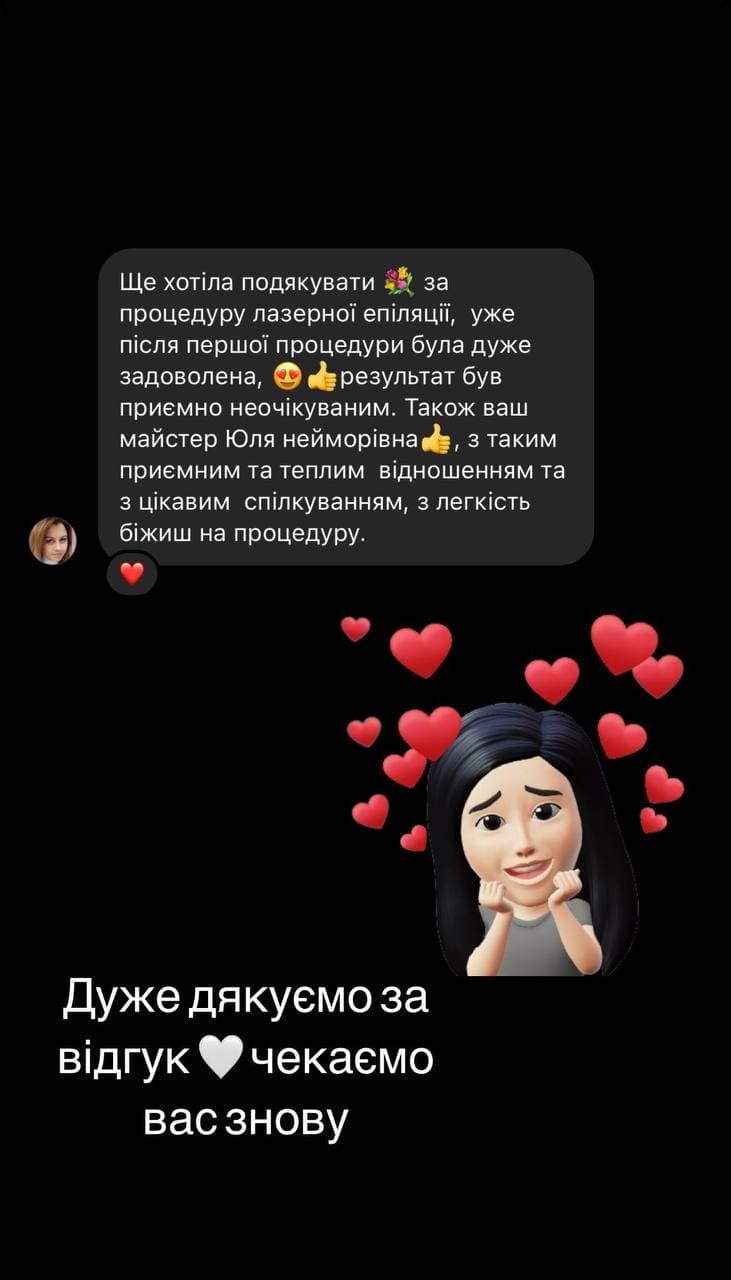 Ще хотіла подякувати 💐 за
процедуру лазерної епіляції,  уже
після першої процедури була дуже
задоволена, 😍👍результат був
приємно неочікуваним. Також ваш
майстер Юля нейморівна👍, з таким
приємним та теплим  відношенням та
з цікавим  спілкуванням, з легкість
біжиш на процедуру.
❤️
Дуже дякуємо за
відгук🤍чекаємо
вас знову